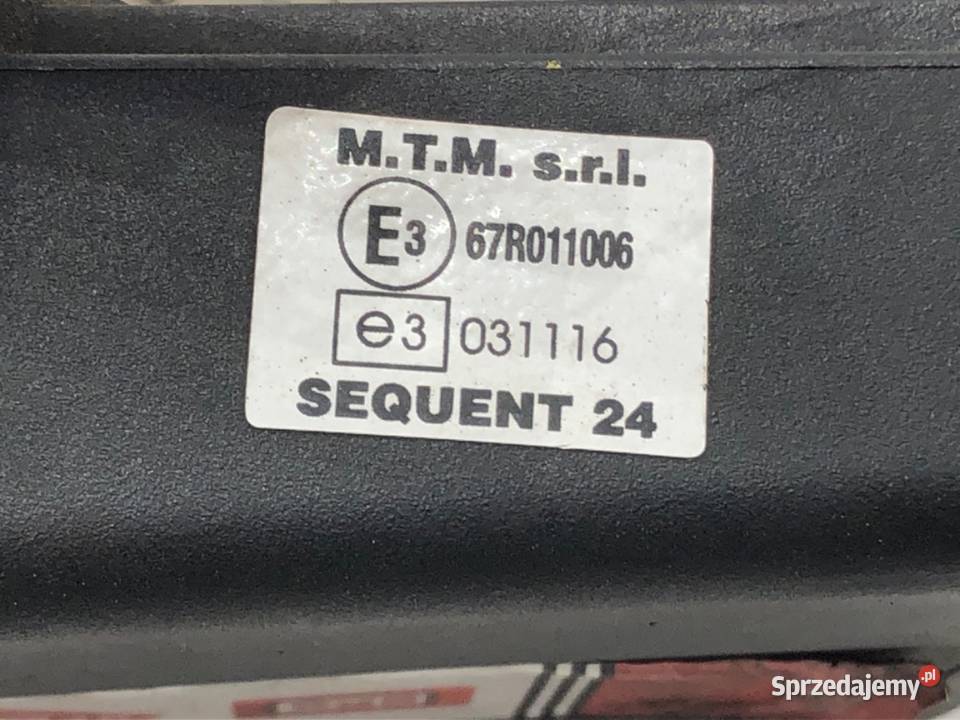 M.T.M. s.r.l.
E3 67R011006
e3 031116
SEQUENT 24
Sprzedajemy.pl